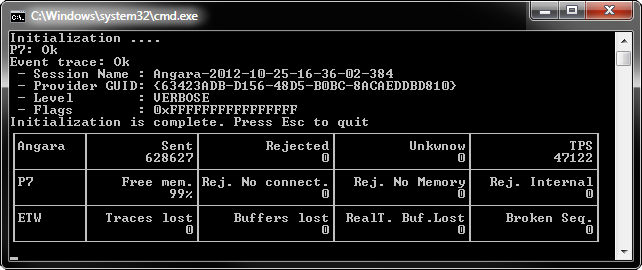 C:\Windows\system32\cmd.exe
Initialization ....
P7: Ok
Event trace: Ok
- Session Name : Angara-2012-10-25-16-36-02-384
- Provider GUID: {63423ADB-D156-48D5-B0BC-8ACAEDDBD810}
- Level : VERBOSE
- Flags : 0xFFFFFFFFFFFFFFFF
Initialization is complete. Press Esc to quit
Angara Sent Rejected Unkwnow TPS
628627 0 0 47122
P7 Free mem. Rej. No connect. Rej. No Memory Rej. Internal
99% 0 0 0
ETW Traces lost Buffers lost RealT. Buf.Lost Broken Seq.
0 0 0 0